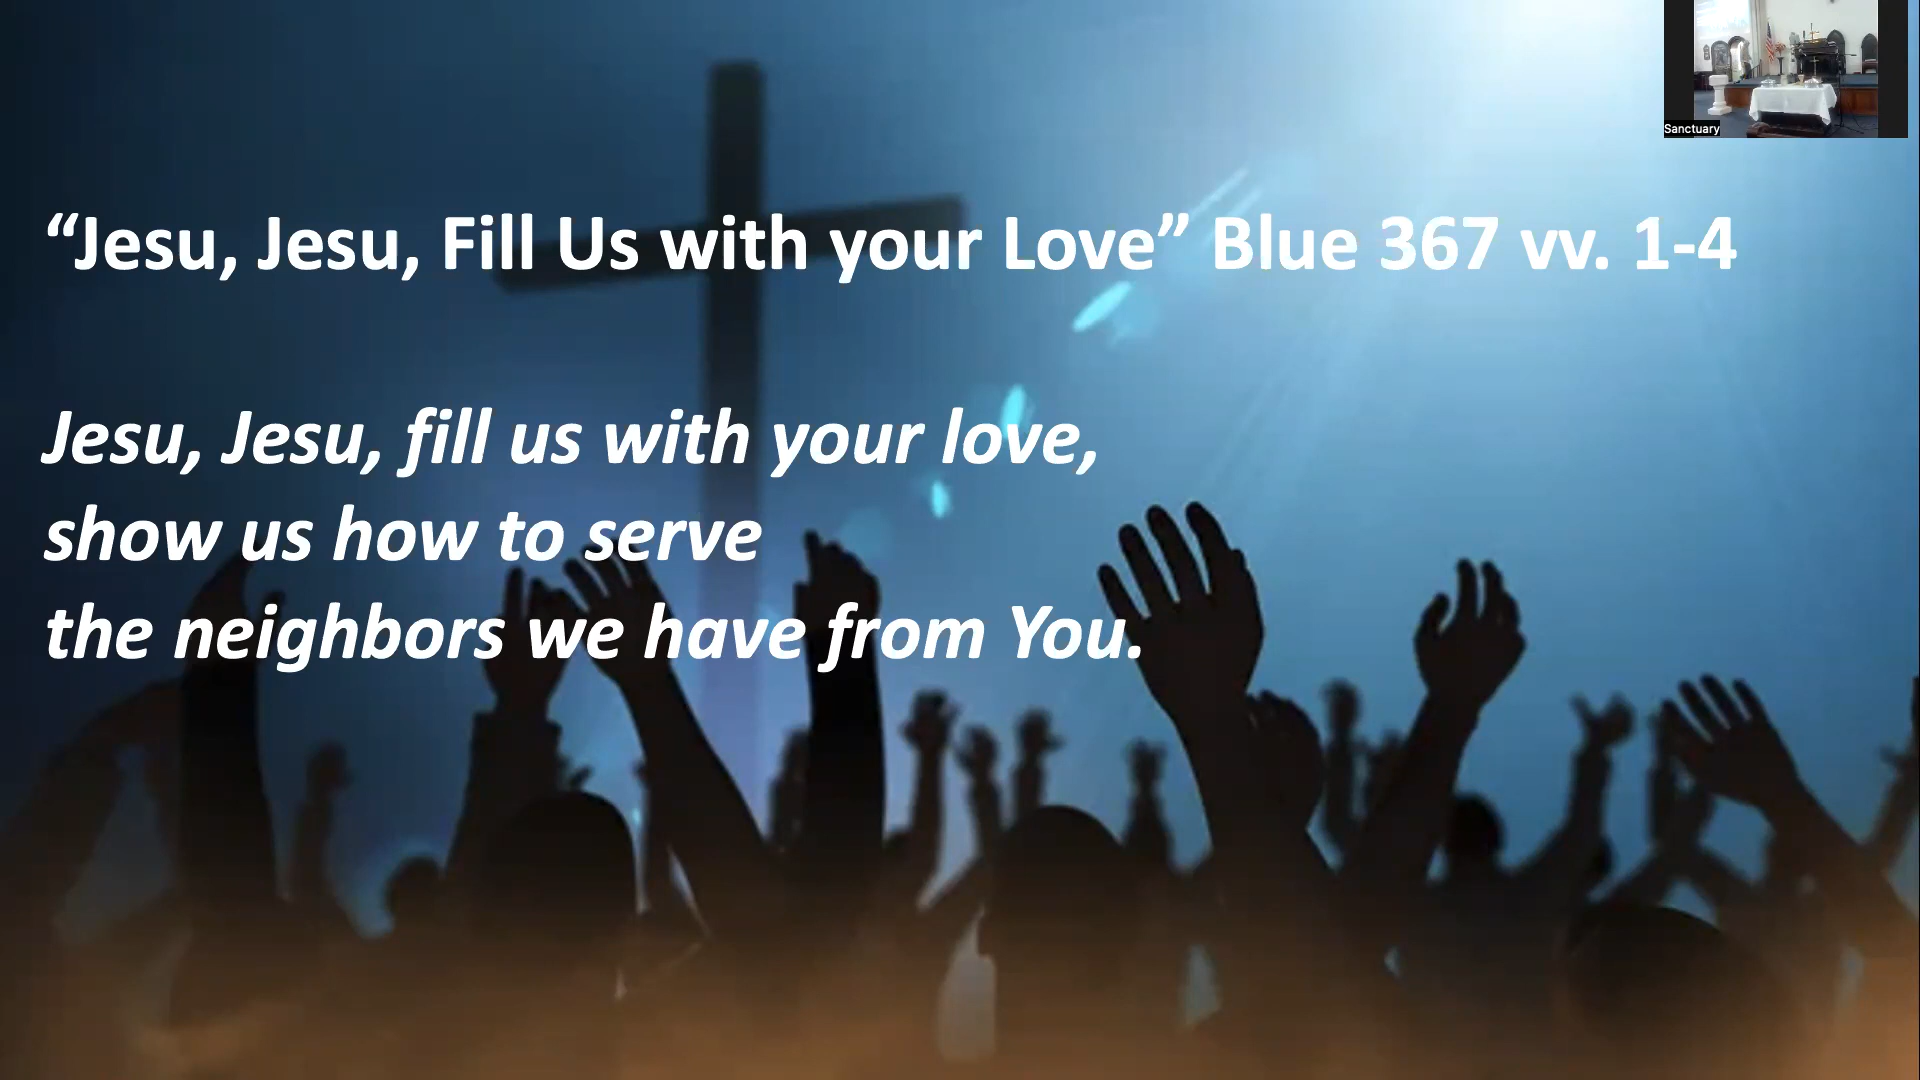 “Jesu, Jesu, Fill Us with your Love” Blue 367 vv. 1-4
Jesu, Jesu, fill us with your love,
show us how to serve
the neighbors we have from You.
Sanctuary